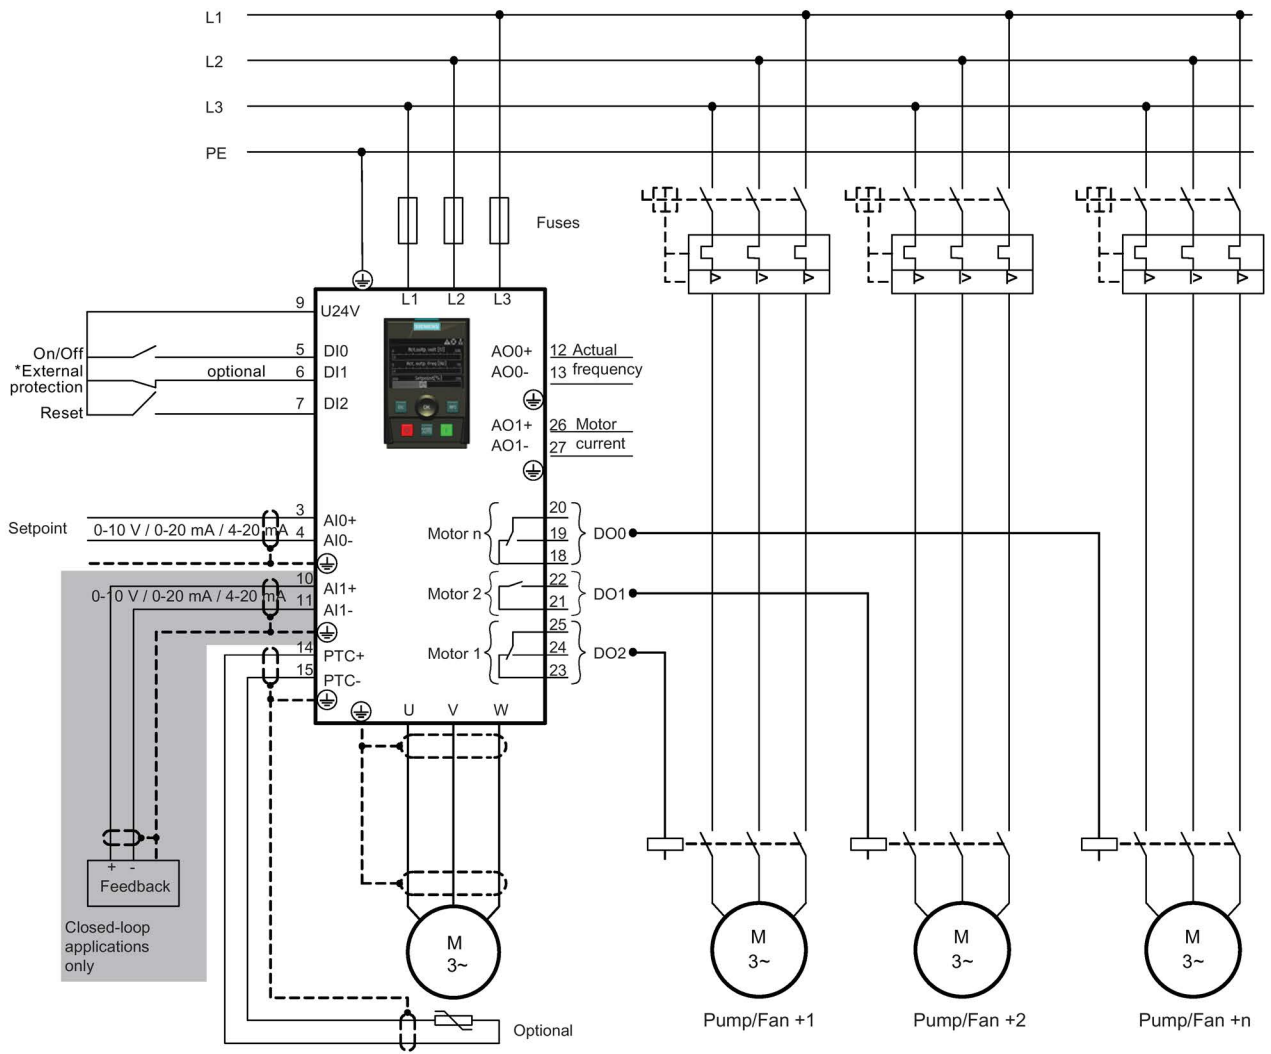 L1
L2
L3
PE
Fuses
L1 L2 L3
9 U24V
On/Off 5 DI0
*External
protection
optional 6 DI1
Reset 7 DI2
SIEMENS
OK
AO0+ 12 Actual
AO0- 13 frequency
AO1+ 26 Motor
AO1- 27 current
Setpoint
0-10 V / 0-20 mA / 4-20 mA
3 AI0+
4 AI0-
0-10 V / 0-20 mA / 4-20 mA
10 AI1+
11 AI1-
14 PTC+
15 PTC-
Motor n
20
19
18
DO0
Motor 2
22
21
DO1
Motor 1
25
24
23
DO2
U V W
+ -
Feedback
Closed-loop
applications
only
M
3~
M
3~
M
3~
M
3~
Pump/Fan +1
Pump/Fan +2
Pump/Fan +n
Optional